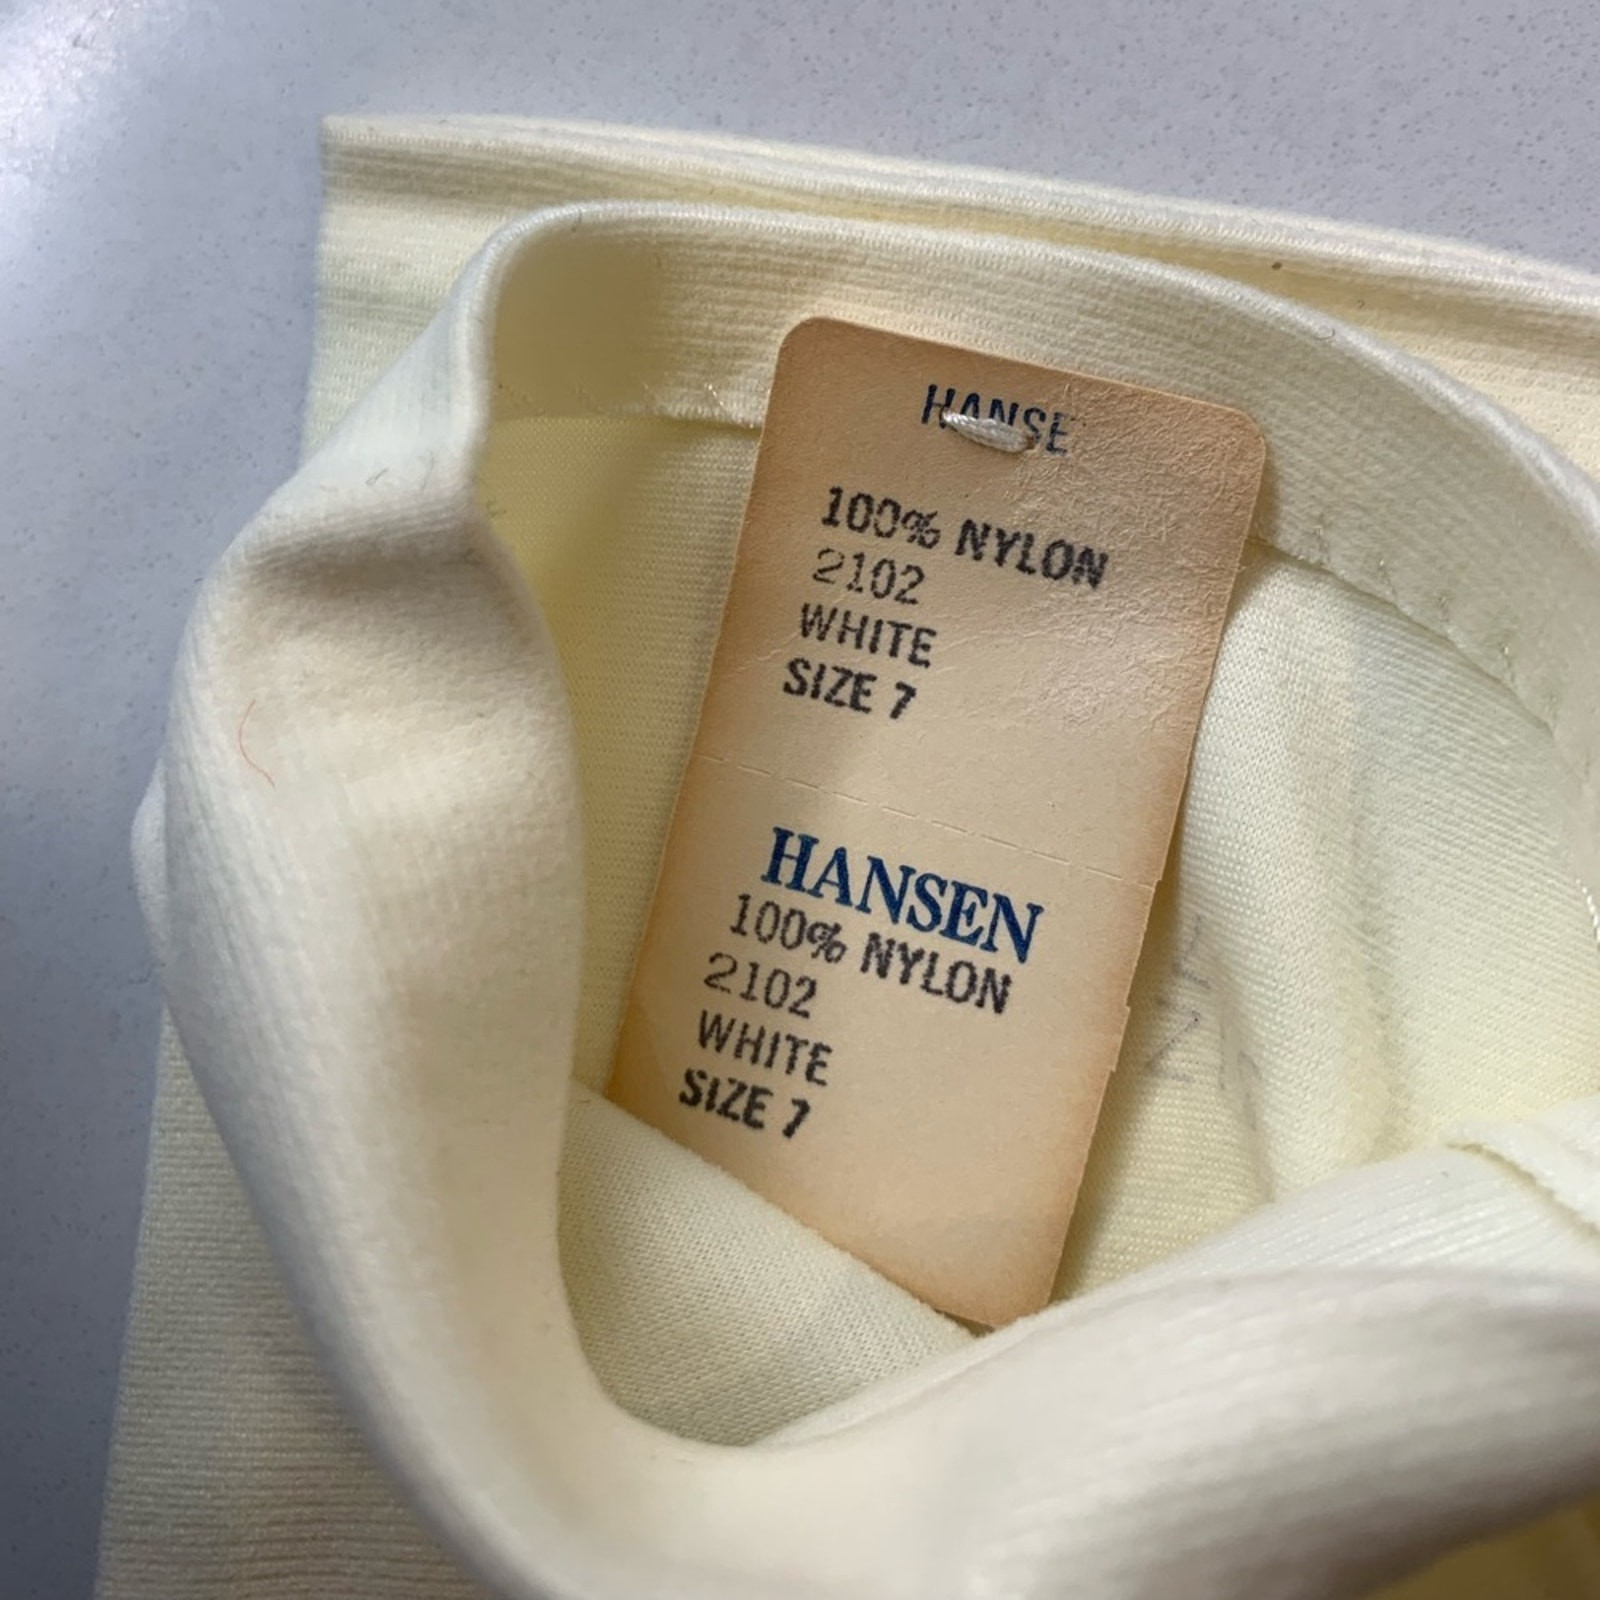 HANSE
100% NYLON
2102
WHITE
SIZE 7
HANSEN
100% NYLON
2102
WHITE
SIZE 7